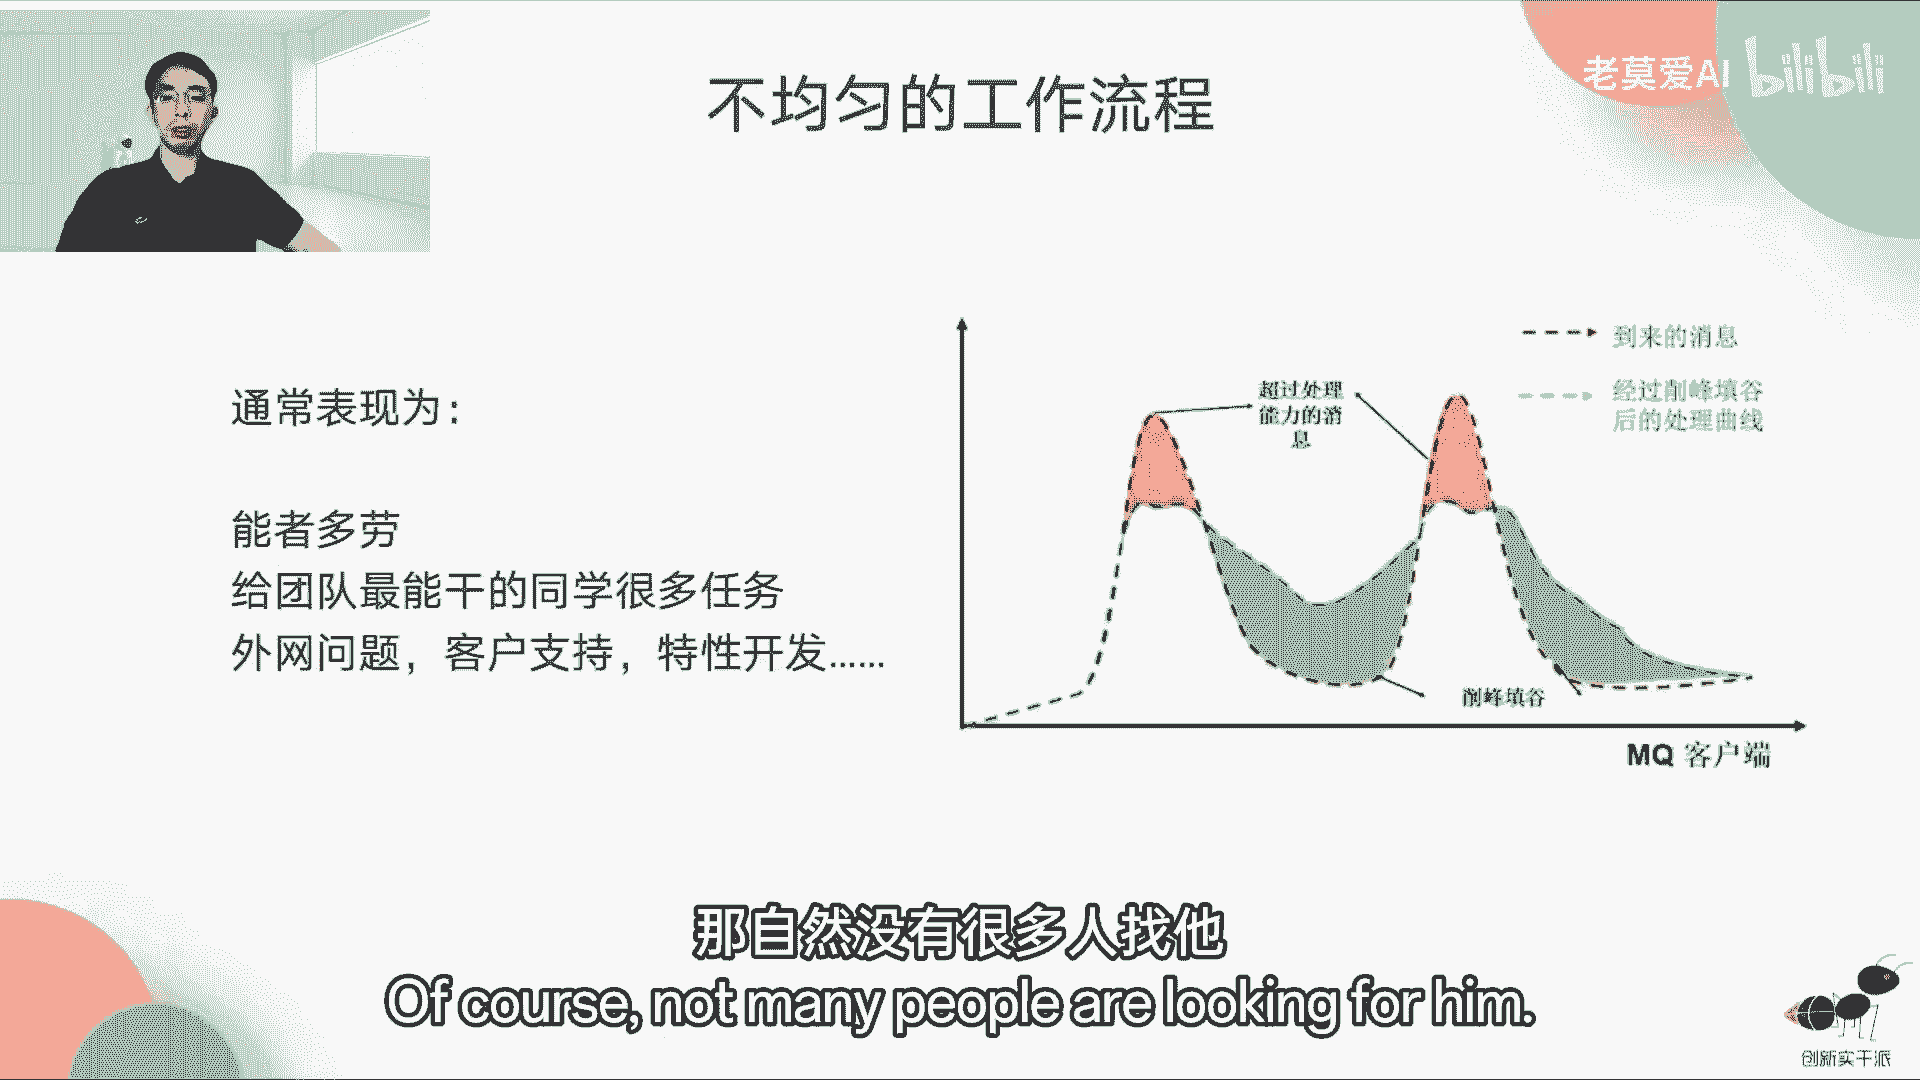 不均匀的工作流程
老莫爱AI bilibili
通常表现为：
能者多劳
给团队最能干的同学很多任务
外网问题，客户支持，特性开发......
到来的消息
经过削峰填谷
后的处理曲线
超过处理
能力的消
息
削峰填谷
MQ 客户端
那自然没有很多人找他
Of course, not many people are looking for him.
创新实干派